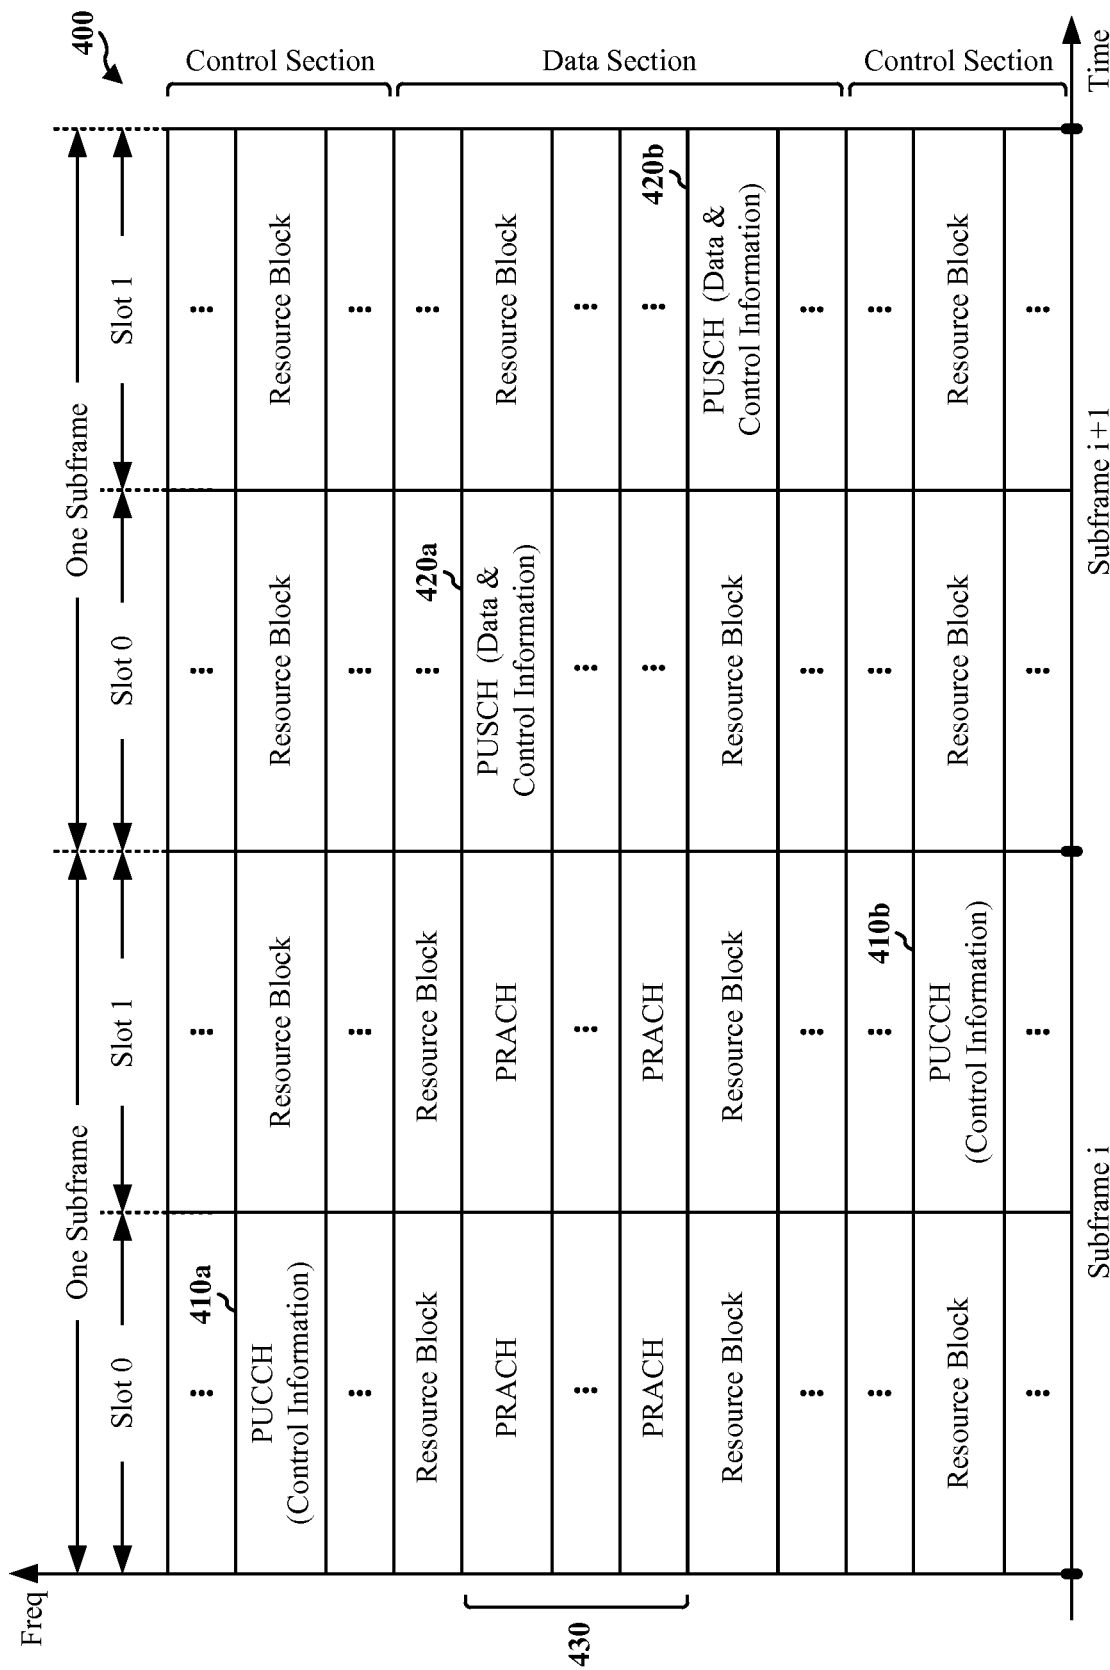 Freq
400
One Subframe
One Subframe
Slot 0
Slot 1
Slot 0
Slot 1
...
410a
...
...
...
PUCCH
(Control Information)
Resource Block
Resource Block
Resource Block
Control Section
...
...
...
...
Resource Block
Resource Block
...
420a
...
PRACH
PRACH
PUSCH (Data &
Control Information)
Resource Block
430
...
...
...
...
Data Section
PRACH
PRACH
...
...
420b
Resource Block
Resource Block
Resource Block
PUSCH (Data &
Control Information)
...
...
...
...
...
...
410b
...
...
Resource Block
PUCCH
(Control Information)
Resource Block
Resource Block
Control Section
...
...
...
...
Subframe i
Subframe i+1
Time